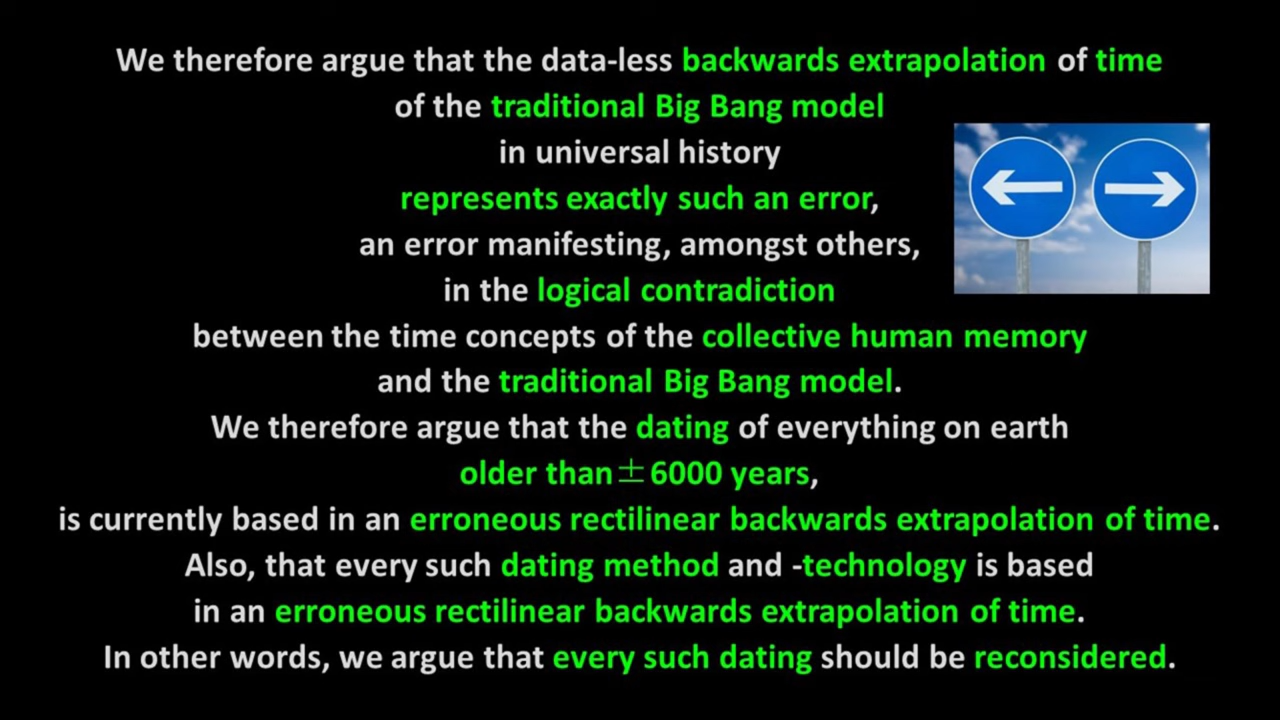 We therefore argue that the data-less backwards extrapolation of time
of the traditional Big Bang model
in universal history
represents exactly such an error,
an error manifesting, amongst others,
in the logical contradiction
between the time concepts of the collective human memory
and the traditional Big Bang model.
We therefore argue that the dating of everything on earth
older than ± 6000 years,
is currently based in an erroneous rectilinear backwards extrapolation of time.
Also, that every such dating method and -technology is based
in an erroneous rectilinear backwards extrapolation of time.
In other words, we argue that every such dating should be reconsidered.